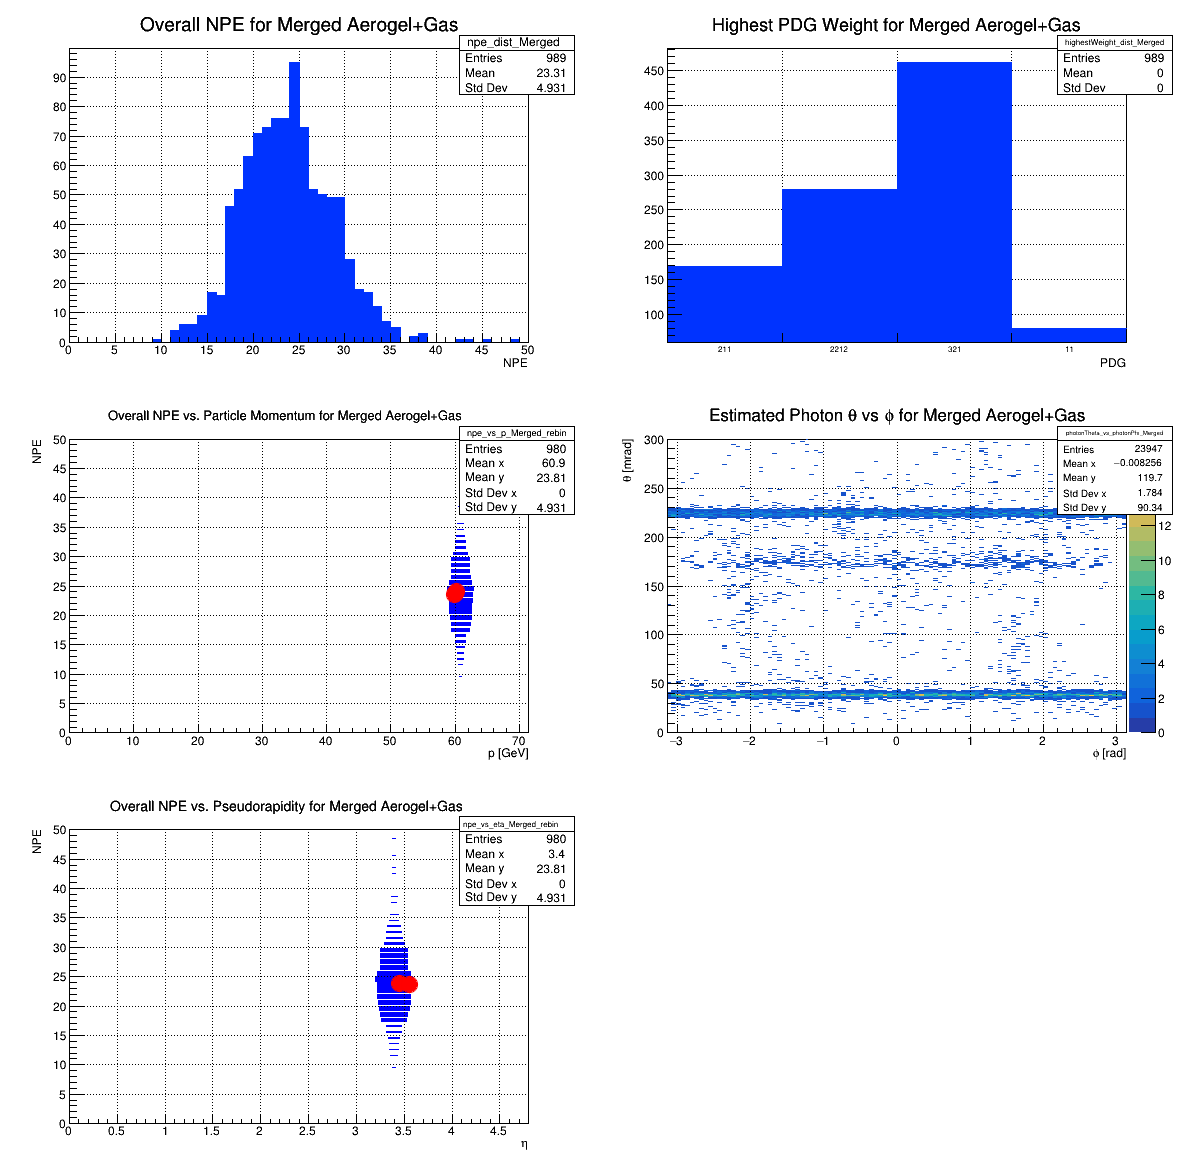 Overall NPE for Merged Aerogel+Gas
npe_dist_Merged
Entries 989
Mean 23.31
Std Dev 4.931
90
80
70
60
50
40
30
20
10
0
0 5 10 15 20 25 30 35 40 45 50
NPE
Highest PDG Weight for Merged Aerogel+Gas
highestWeight_dist_Merged
Entries 989
Mean 0
Std Dev 0
450
400
350
300
250
200
150
100
211 2212 321 11
PDG
Overall NPE vs. Particle Momentum for Merged Aerogel+Gas
npe_vs_p_Merged_rebin
Entries 980
Mean x 60.9
Mean y 23.81
Std Dev x 0
Std Dev y 4.931
NPE
50
45
40
35
30
25
20
15
10
5
0
0 10 20 30 40 50 60 70
p [GeV]
Estimated Photon θ vs ϕ for Merged Aerogel+Gas
photonTheta_vs_photonPhi_Merged
Entries 23947
Mean x −0.008256
Mean y 119.7
Std Dev x 1.784
Std Dev y 90.34
θ [mrad]
300
250
200
150
100
50
0
−3 −2 −1 0 1 2 3
ϕ [rad]
12
10
8
6
4
2
0
Overall NPE vs. Pseudorapidity for Merged Aerogel+Gas
npe_vs_eta_Merged_rebin
Entries 980
Mean x 3.4
Mean y 23.81
Std Dev x 0
Std Dev y 4.931
NPE
50
45
40
35
30
25
20
15
10
5
0
0 0.5 1 1.5 2 2.5 3 3.5 4 4.5
η